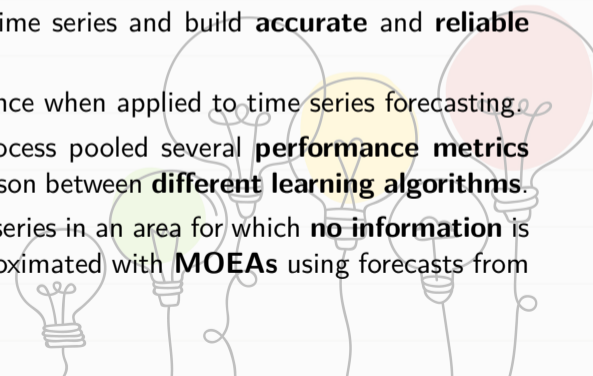 ime series and build accurate and reliable
nce when applied to time series forecasting.
ocess pooled several performance metrics
son between different learning algorithms.
series in an area for which no information is
oximated with MOEAs using forecasts from